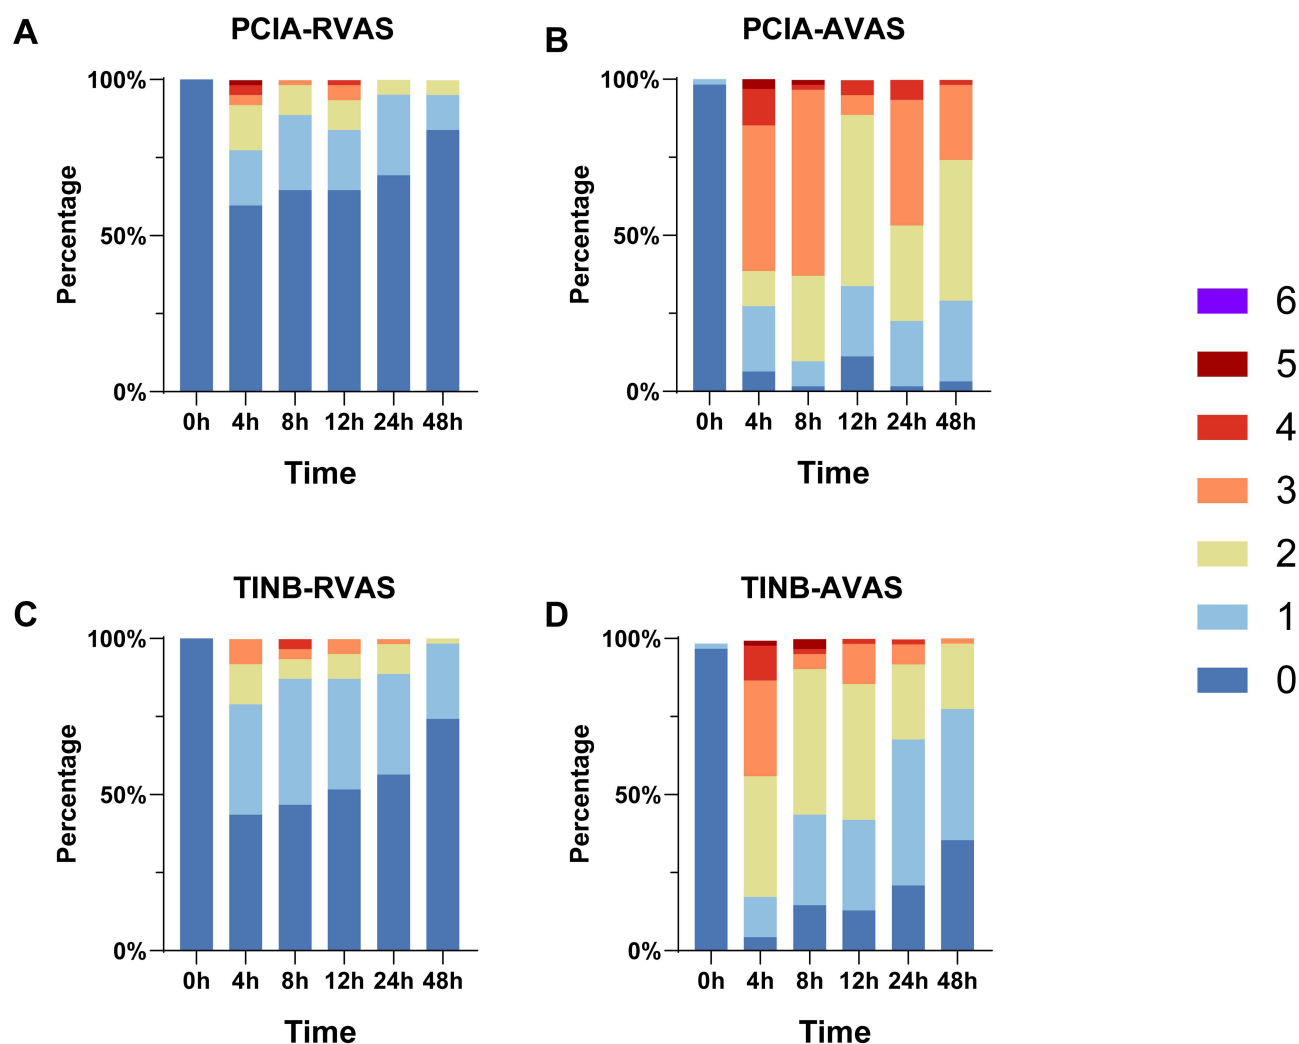 A
PCIA-RVAS
Percentage
100%
50%
0%
0h 4h 8h 12h 24h 48h
Time
B
PCIA-AVAS
Percentage
100%
50%
0%
0h 4h 8h 12h 24h 48h
Time
C
TINB-RVAS
Percentage
100%
50%
0%
0h 4h 8h 12h 24h 48h
Time
D
TINB-AVAS
Percentage
100%
50%
0%
0h 4h 8h 12h 24h 48h
Time
6
5
4
3
2
1
0